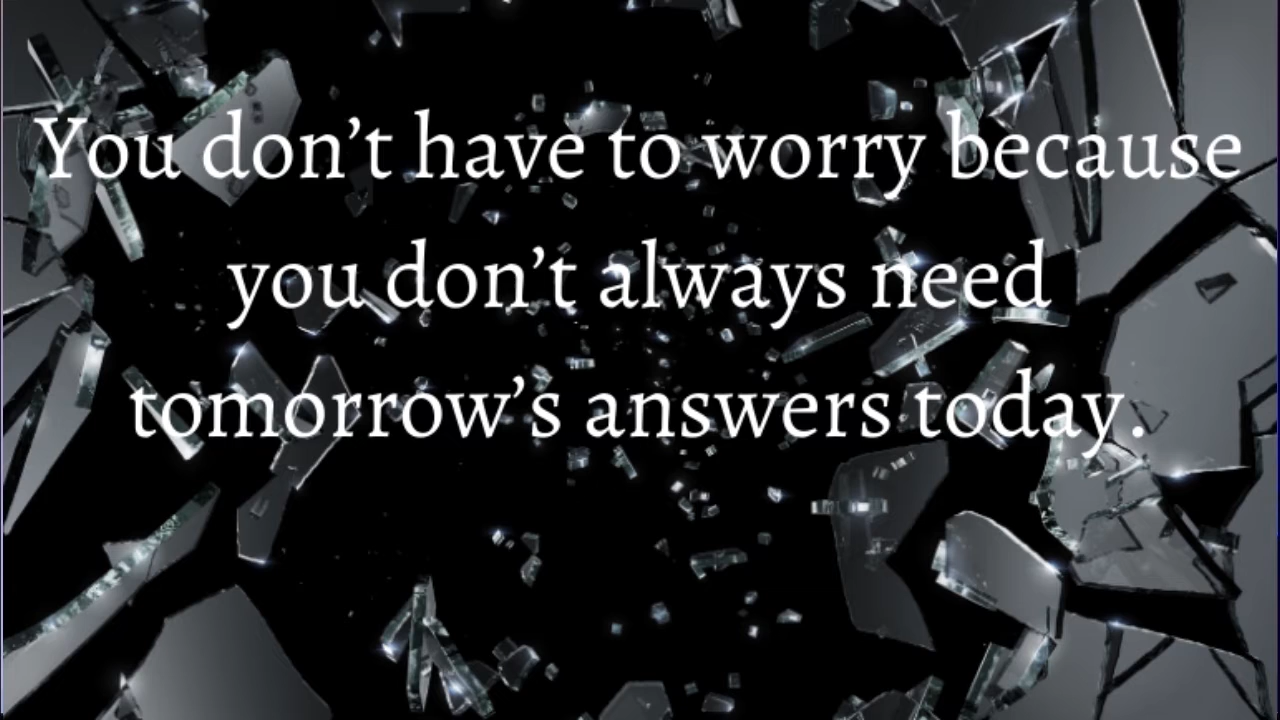 You don’t have to worry because
you don’t always need
tomorrow’s answers today.